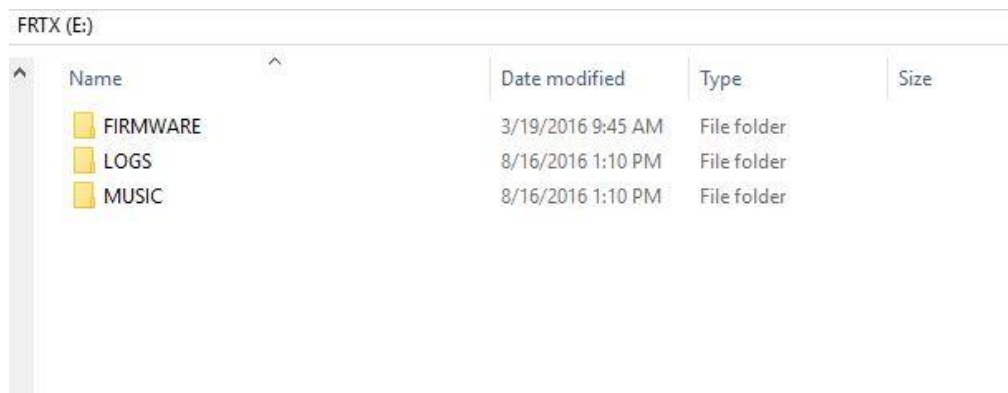 FRTX (E:)
Name Date modified Type Size
FIRMWARE 3/19/2016 9:45 AM File folder
LOGS 8/16/2016 1:10 PM File folder
MUSIC 8/16/2016 1:10 PM File folder